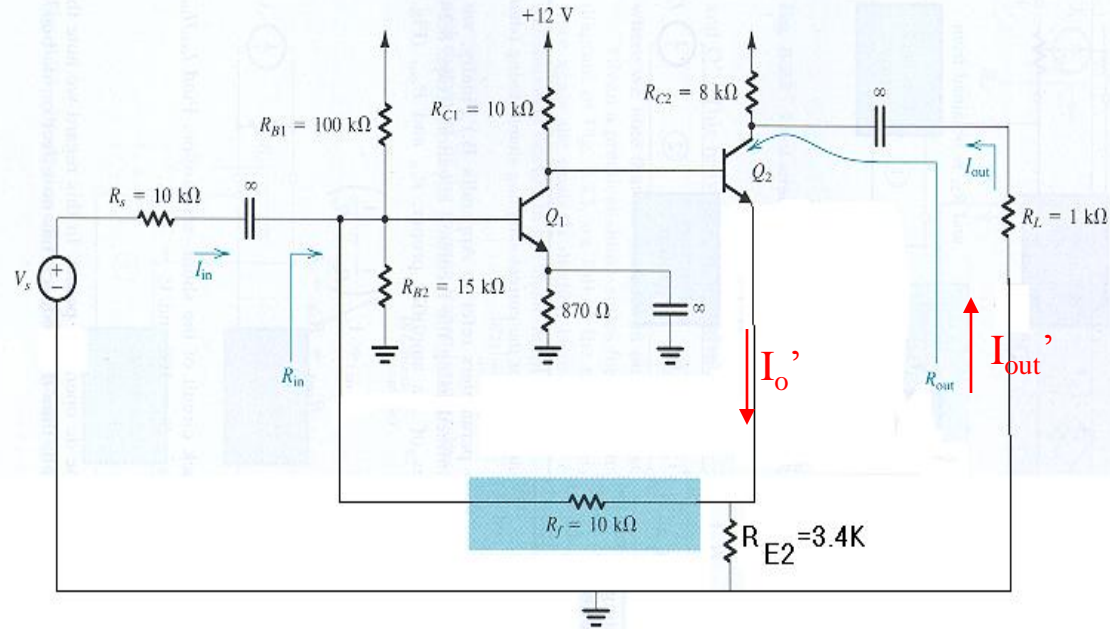 +12 V
R_C2 = 8 kΩ
R_C1 = 10 kΩ
∞
R_B1 = 100 kΩ
I_out
Q_2
R_s = 10 kΩ
∞
Q_1
R_L = 1 kΩ
I_in
V_s
+
−
R_B2 = 15 kΩ
870 Ω
∞
I_out'
I_o'
R_in
R_out
R_f = 10 kΩ
R_E2=3.4K